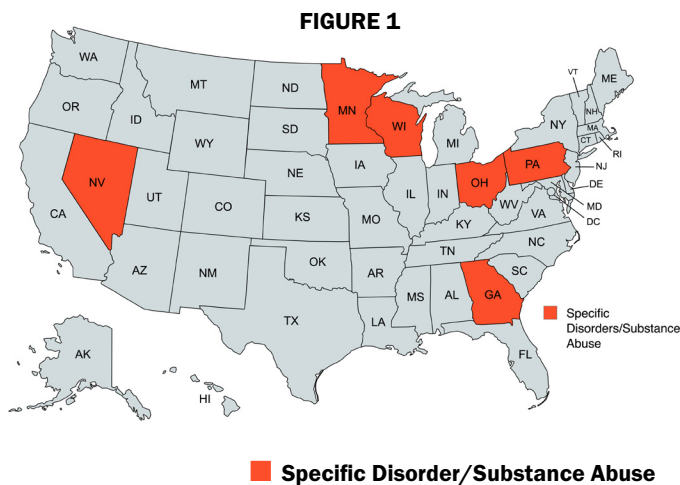 FIGURE 1
WA
MT
ND
MN
VT
ME
OR
ID
SD
WI
MI
NY
NH
MA
CT
RI
WY
IA
PA
NJ
NV
NE
IL
IN
OH
DE
MD
DC
CA
UT
CO
KS
MO
KY
WV
VA
TN
NC
AZ
NM
OK
AR
SC
MS
AL
GA
TX
LA
FL
AK
HI
Specific
Disorders/Substance
Abuse
Specific Disorder/Substance Abuse